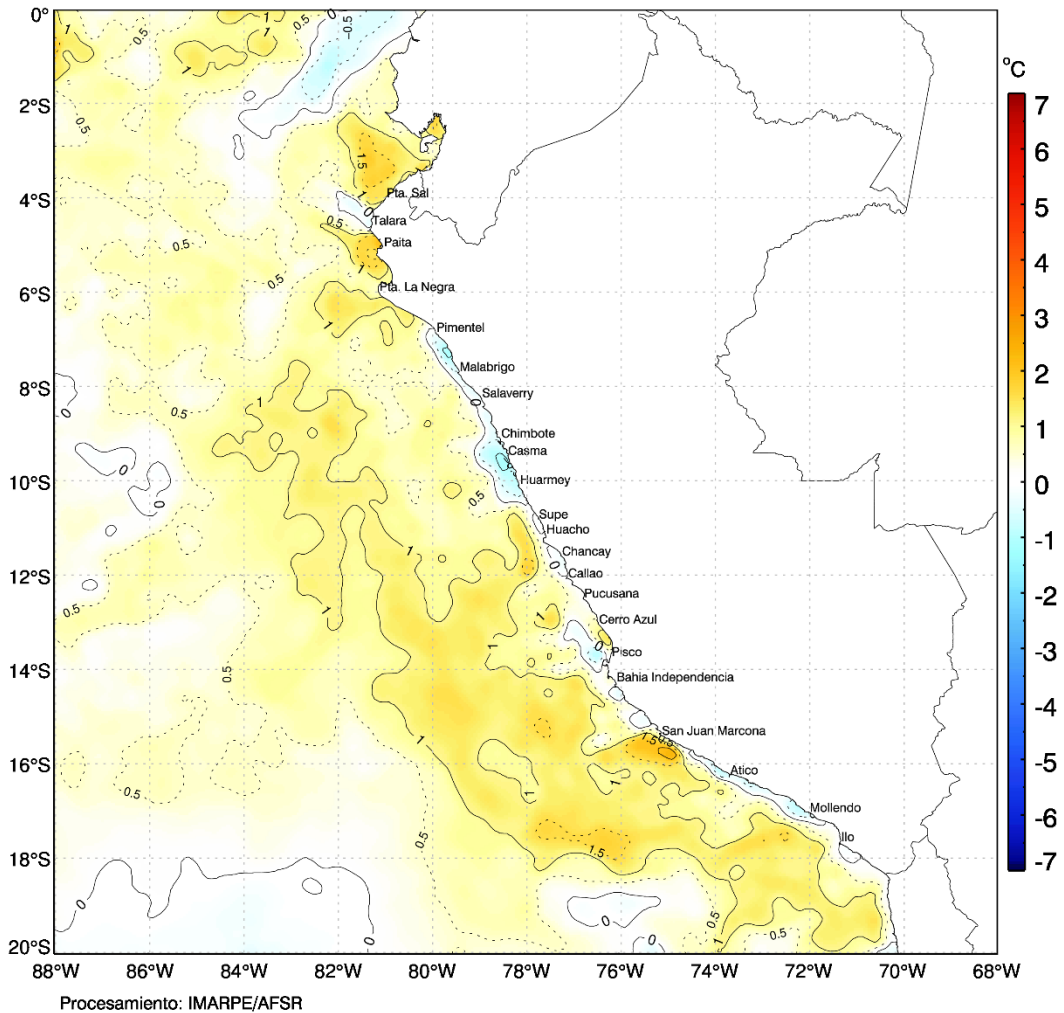 0°
2°S
4°S
6°S
8°S
10°S
12°S
14°S
16°S
18°S
20°S
88°W 86°W 84°W 82°W 80°W 78°W 76°W 74°W 72°W 70°W 68°W
Pta. Sal
Talara
Paita
Pta. La Negra
Pimentel
Malabrigo
Salaverry
Chimbote
Casma
Huarmey
Supe
Huacho
Chancay
Callao
Pucusana
Cerro Azul
Pisco
Bahia Independencia
San Juan Marcona
Atico
Mollendo
Ilo
°C
7
6
5
4
3
2
1
0
-1
-2
-3
-4
-5
-6
-7
Procesamiento: IMARPE/AFSR